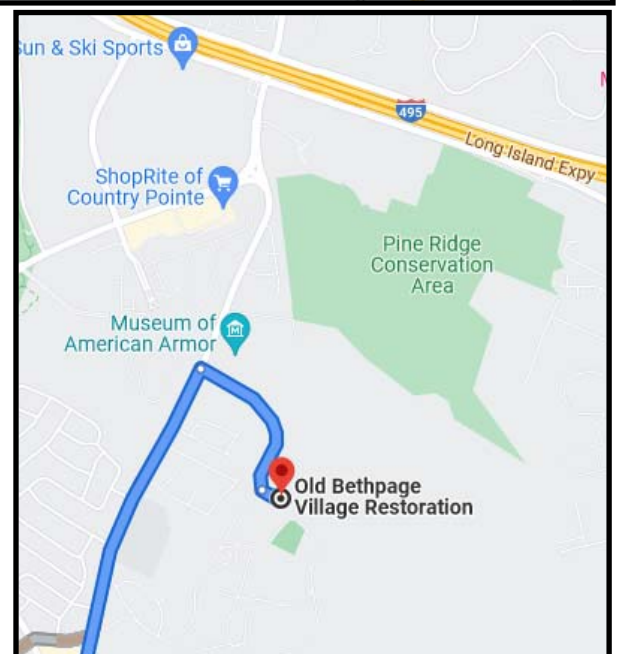 Sun & Ski Sports
495
Long Island Expy
ShopRite of
Country Pointe
Pine Ridge
Conservation
Area
Museum of
American Armor
Old Bethpage
Village Restoration